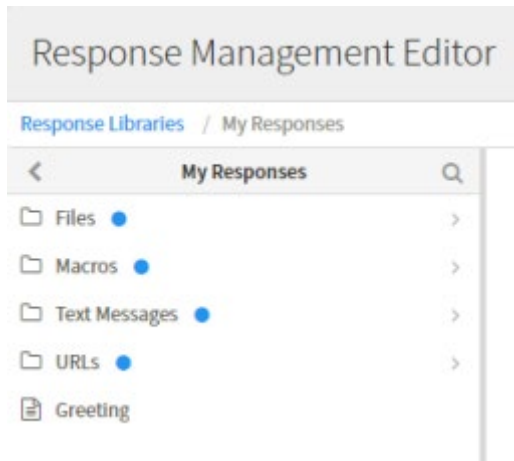 Response Management Editor
Response Libraries / My Responses
My Responses
Files
Macros
Text Messages
URLs
Greeting